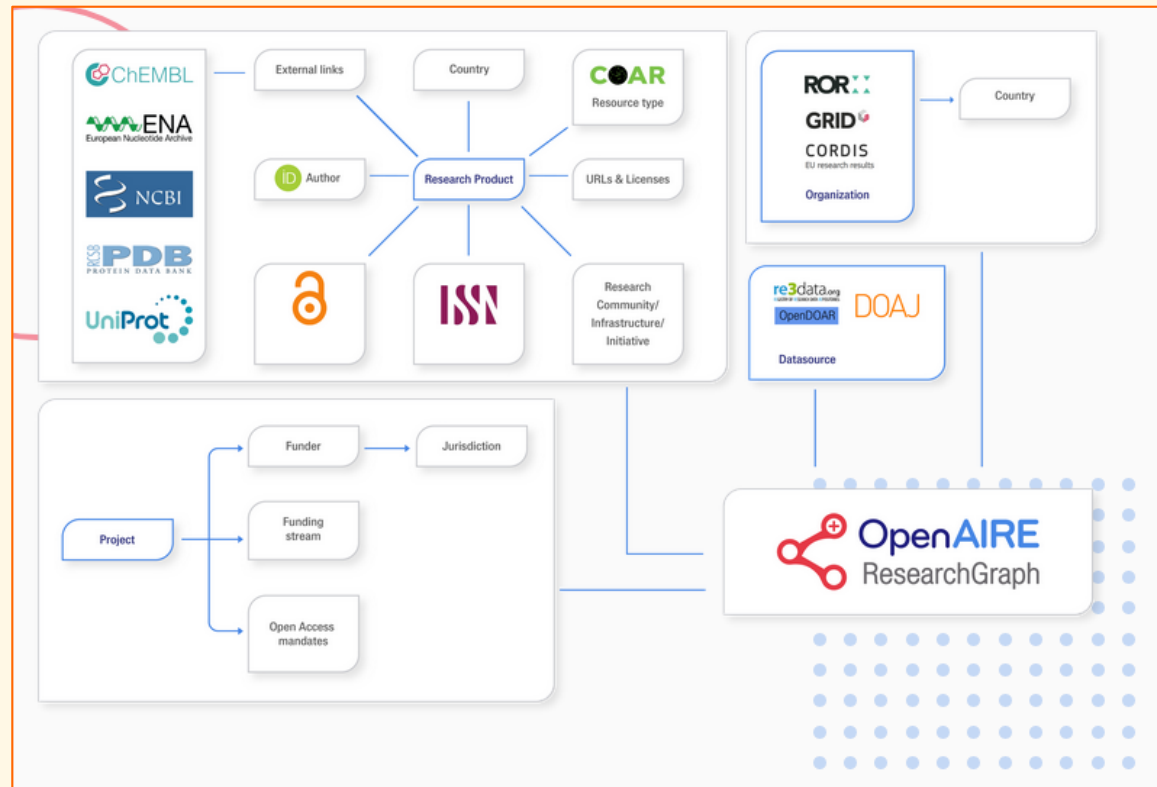 ChEMBL
ENA
European Nucleotide Archive
NCBI
RCSB
PDB
PROTEIN DATA BANK
UniProt
External links
Country
COAR
Resource type
iD Author
Research Product
URLs & Licenses
ISSN
Research
Community/
Infrastructure/
Initiative
ROR
GRID
CORDIS
EU research results
Organization
Country
re3data.org
OpenDOAR
DOAJ
Datasource
Project
Funder
Jurisdiction
Funding
stream
Open Access
mandates
OpenAIRE
ResearchGraph